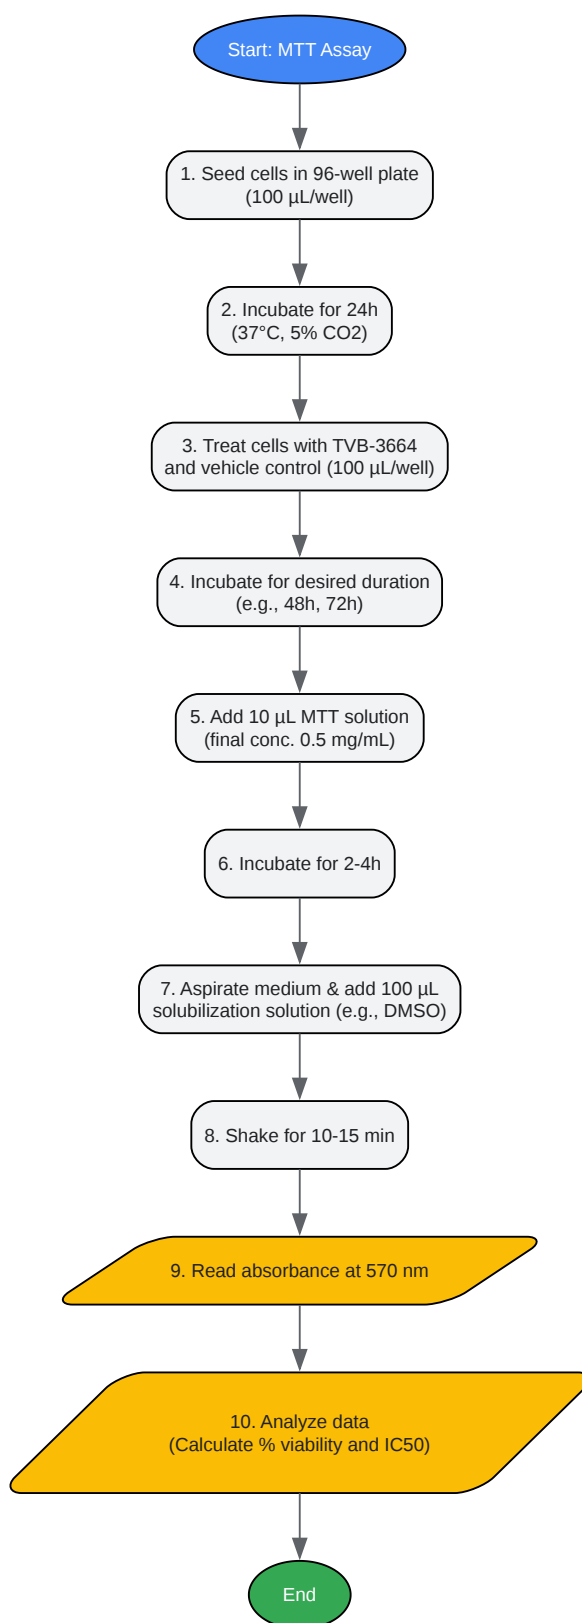 Start: MTT Assay
1. Seed cells in 96-well plate
(100 µL/well)
2. Incubate for 24h
(37°C, 5% CO2)
3. Treat cells with TVB-3664
and vehicle control (100 µL/well)
4. Incubate for desired duration
(e.g., 48h, 72h)
5. Add 10 µL MTT solution
(final conc. 0.5 mg/mL)
6. Incubate for 2-4h
7. Aspirate medium & add 100 µL
solubilization solution (e.g., DMSO)
8. Shake for 10-15 min
9. Read absorbance at 570 nm
10. Analyze data
(Calculate % viability and IC50)
End